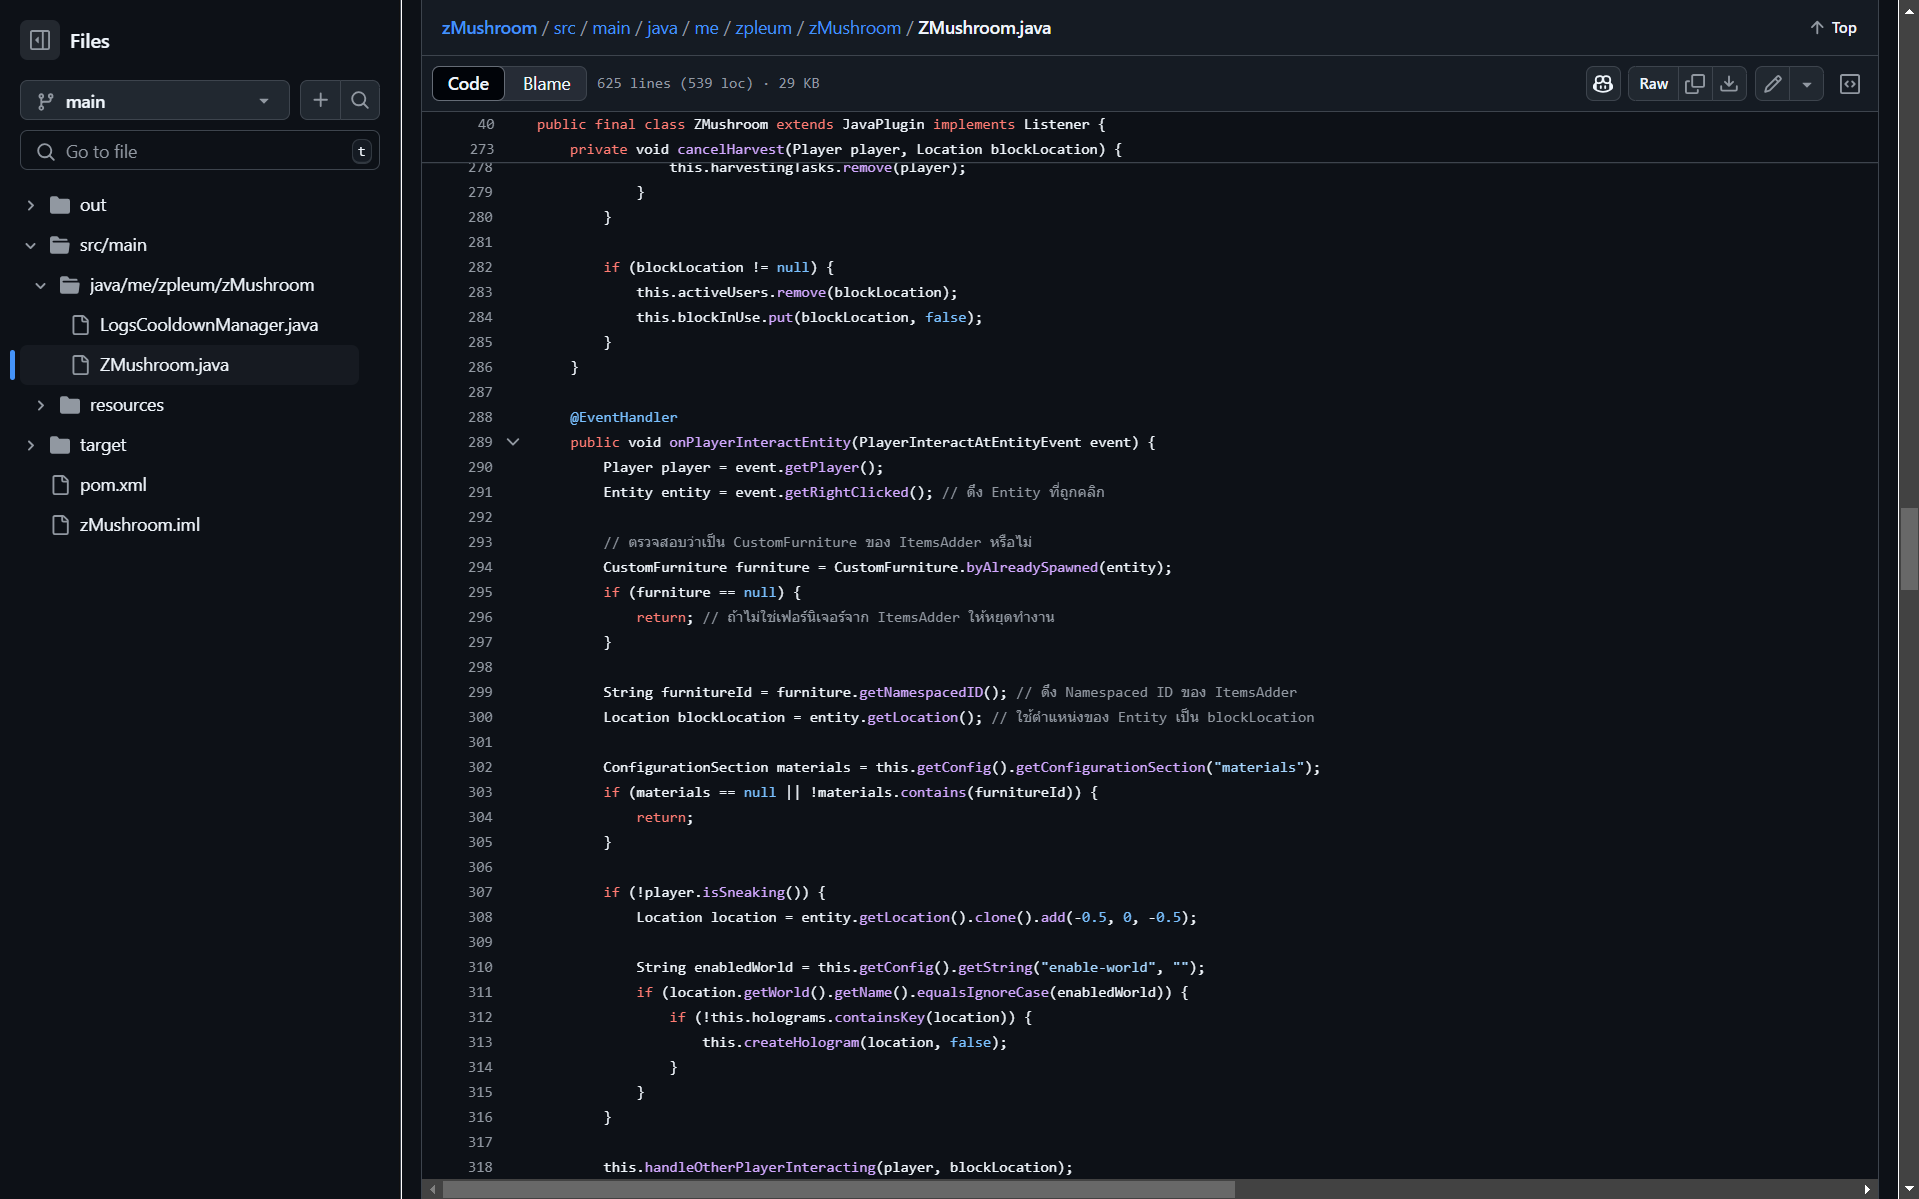 Files
main
Go to file
t
out
src/main
java/me/zpleum/zMushroom
LogsCooldownManager.java
ZMushroom.java
resources
target
pom.xml
zMushroom.iml
zMushroom / src / main / java / me / zpleum / zMushroom / ZMushroom.java
Top
Code Blame 625 lines (539 loc) · 29 KB
Raw
40 public final class ZMushroom extends JavaPlugin implements Listener {
273 private void cancelHarvest(Player player, Location blockLocation) {
278 this.harvestingTasks.remove(player);
279 }
280 }
281
282 if (blockLocation != null) {
283 this.activeUsers.remove(blockLocation);
284 this.blockInUse.put(blockLocation, false);
285 }
286 }
287
288 @EventHandler
289 public void onPlayerInteractEntity(PlayerInteractAtEntityEvent event) {
290 Player player = event.getPlayer();
291 Entity entity = event.getRightClicked(); // ดึง Entity ที่ถูกคลิก
292
293 // ตรวจสอบว่าเป็น CustomFurniture ของ ItemsAdder หรือไม่
294 CustomFurniture furniture = CustomFurniture.byAlreadySpawned(entity);
295 if (furniture == null) {
296 return; // ถ้าไม่ใช่เฟอร์นิเจอร์จาก ItemsAdder ให้หยุดทำงาน
297 }
298
299 String furnitureId = furniture.getNamespacedID(); // ดึง Namespaced ID ของ ItemsAdder
300 Location blockLocation = entity.getLocation(); // ใช้ตำแหน่งของ Entity เป็น blockLocation
301
302 ConfigurationSection materials = this.getConfig().getConfigurationSection("materials");
303 if (materials == null || !materials.contains(furnitureId)) {
304 return;
305 }
306
307 if (!player.isSneaking()) {
308 Location location = entity.getLocation().clone().add(-0.5, 0, -0.5);
309
310 String enabledWorld = this.getConfig().getString("enable-world", "");
311 if (location.getWorld().getName().equalsIgnoreCase(enabledWorld)) {
312 if (!this.holograms.containsKey(location)) {
313 this.createHologram(location, false);
314 }
315 }
316 }
317
318 this.handleOtherPlayerInteracting(player, blockLocation);